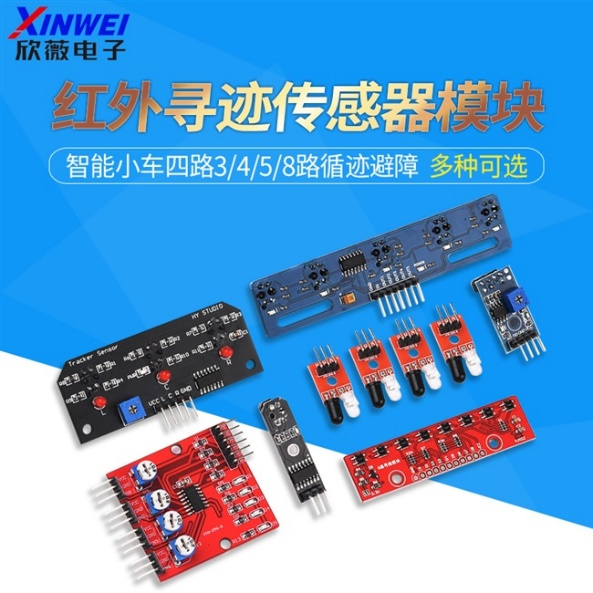 XINWEI
欣薇电子
红外寻迹传感器模块
智能小车四路3/4/5/8路循迹避障 多种可选
HY STUDIO
Tracker Sensor
VCC L C R GND